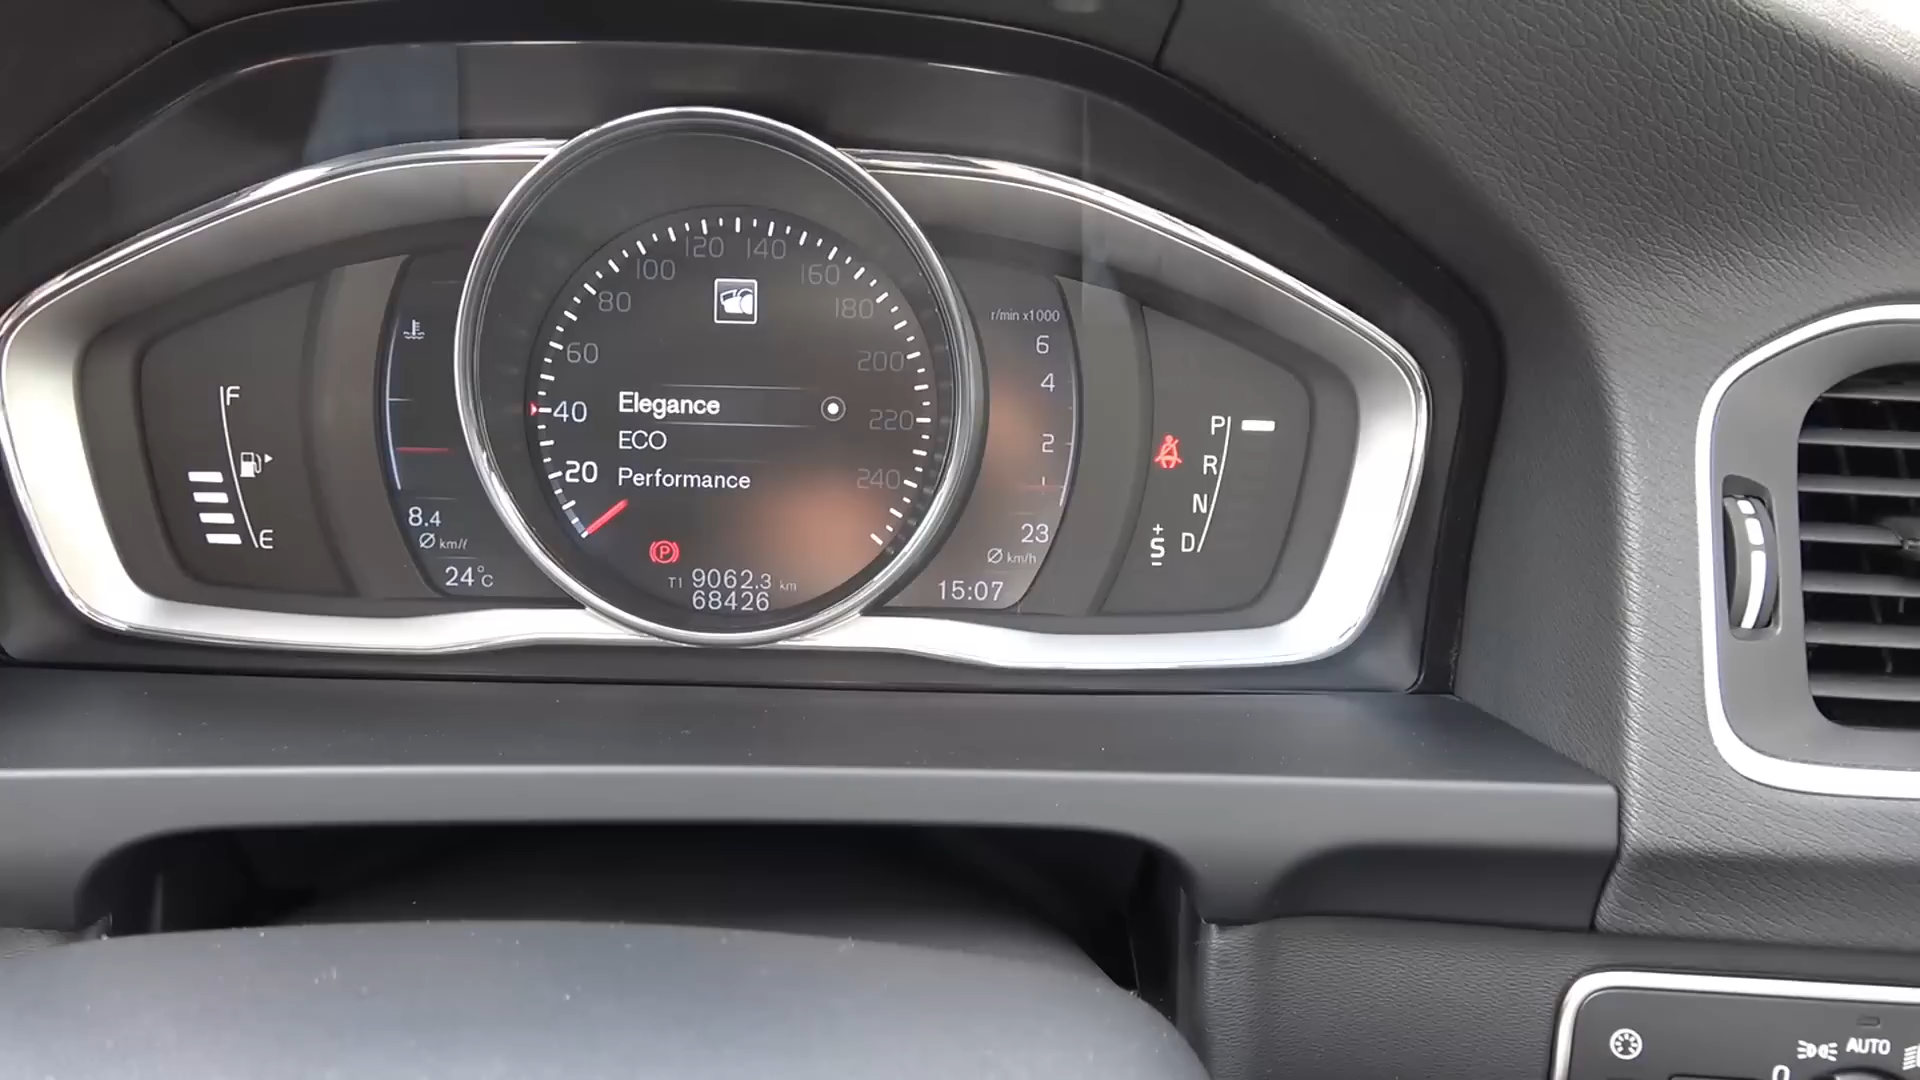 F
E
8.4
Ø km/ℓ
24°C
120 140
100 160
80 180
60 200
40 220
20 240
Elegance
ECO
Performance
P
T1 9062.3 km
68426
r/min x1000
6
4
2
23
Ø km/h
15:07
P
R
N
D
+
S
−
0
AUTO